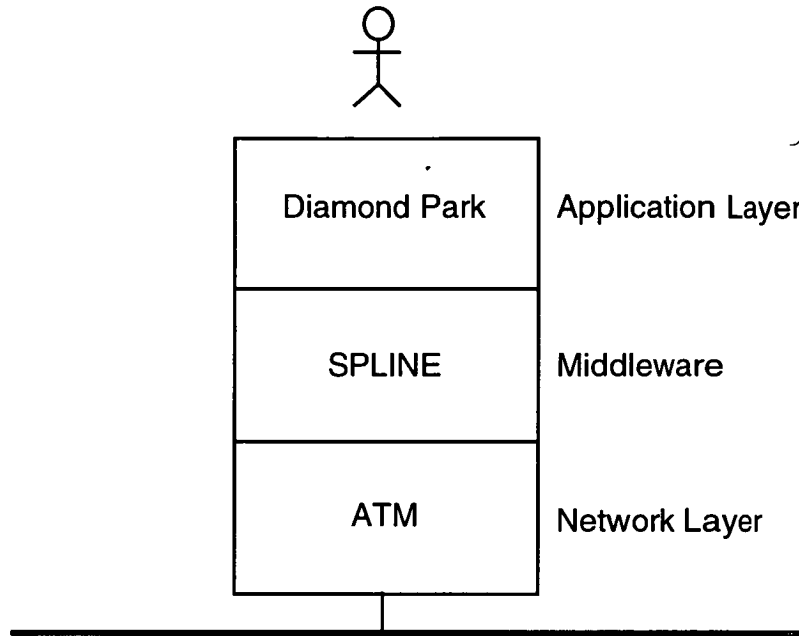 Diamond Park
Application Layer
SPLINE
Middleware
ATM
Network Layer